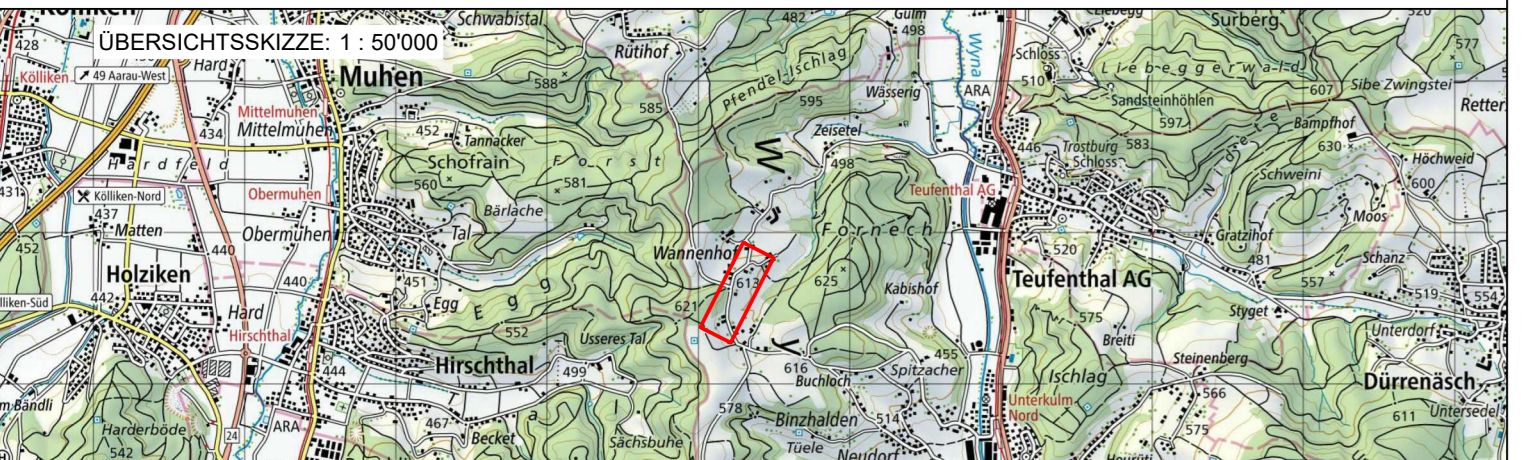 ÜBERSICHTSSKIZZE: 1 : 50'000
Schwabistal
482
Gulm
498
Surberg
577
428
Hard
Rütihof
Wyna
Schloss
Liebeggerwald
Kölliken
49 Aarau-West
Muhen
588
585
Pfendel-Ischlag
595
Wässerig
ARA
510
Sandsteinhöhlen
607
Sibe Zwingstei
Mittelmuhen
434
Mittelmuhen
452
Tannacker
Zeisetel
597
Bampfhof
Hardfeld
Schofrain
Forst
W
498
446
Trostburg
Schloss
583
630
Höchweid
431
Kölliken-Nord
Obermuhen
560
581
Teufenthal AG
Schweini
600
437
Matten
Bärlache
Moos
452
440
Obermuhen
Tal
Fornech
520
Gratzihof
Wannenhof
481
Schanz
Holziken
440
451
613
625
Kabishof
Teufenthal AG
557
519
554
lliken-Süd
442
Hard
Egg
Egg
621
575
Styget
Unterdorf
Hirschthal
552
Usseres Tal
y
455
Breiti
Hirschthal
444
499
616
Buchloch
Spitzacher
Ischlag
Steinenberg
Dürrenäsch
m Bändli
578
Binzhalden
514
Unterkulm
Nord
566
611
Untersedel
Harderböde
24
ARA
467
Becket
a
Sächsbuhe
Tüele
Neudorf
575
542